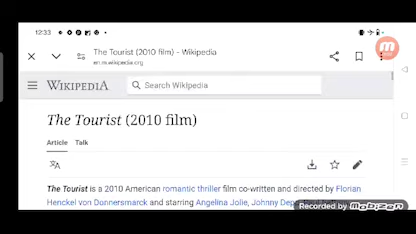 12:33
The Tourist (2010 film) - Wikipedia
en.m.wikipedia.org
M
WIKIPEDIA
Search Wikipedia
The Tourist (2010 film)
Article Talk
The Tourist is a 2010 American romantic thriller film co-written and directed by Florian
Henckel von Donnersmarck and starring Angelina Jolie, Johnny Depp
Recorded by Mobizen